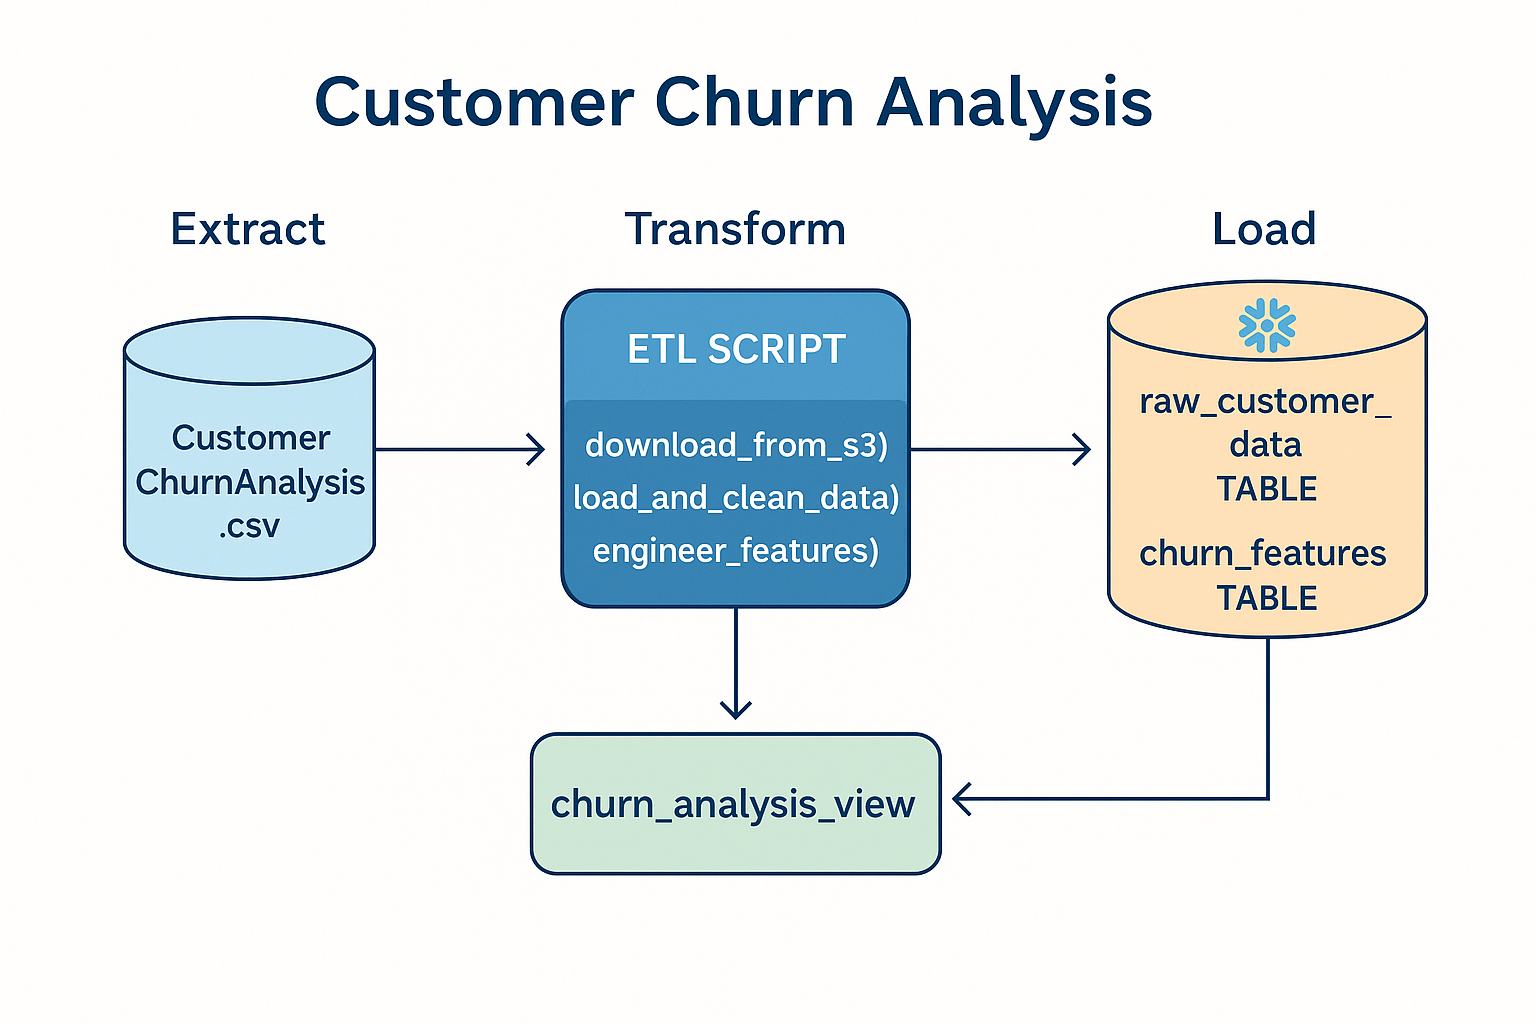 Customer Churn Analysis
Extract
Transform
Load
Customer
ChurnAnalysis
.csv
ETL SCRIPT
download_from_s3)
load_and_clean_data)
engineer_features)
raw_customer_
data
TABLE
churn_features
TABLE
churn_analysis_view